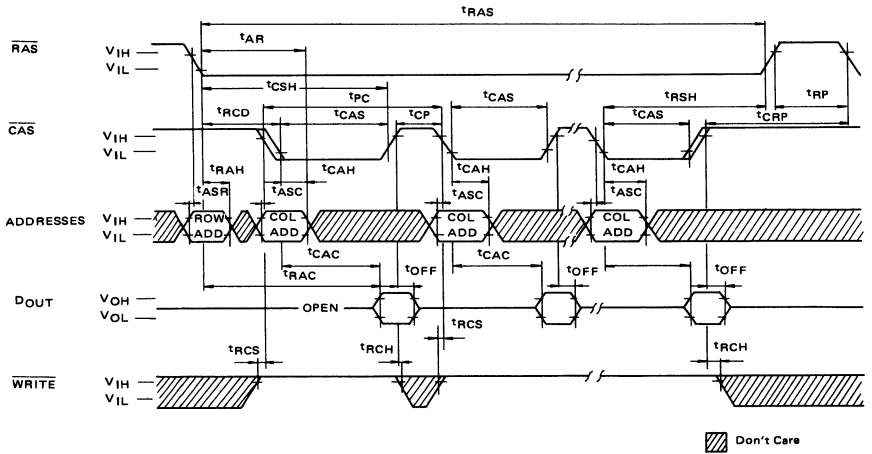 tRAS
tAR
RAS
VIH
VIL
tCSH
tPC
tRCD
tCAS
tCP
tCAS
tRSH
tCAS
tRP
tCRP
CAS
VIH
VIL
tRAH
tCAH
tCAH
tCAH
tASR
tASC
tASC
tASC
ADDRESSES
VIH
VIL
ROW ADD
COL ADD
COL ADD
COL ADD
tCAC
tRAC
tOFF
tCAC
tOFF
tOFF
DOUT
VOH
VOL
OPEN
tRCS
tRCS
tRCH
tRCH
WRITE
VIH
VIL
Don't Care